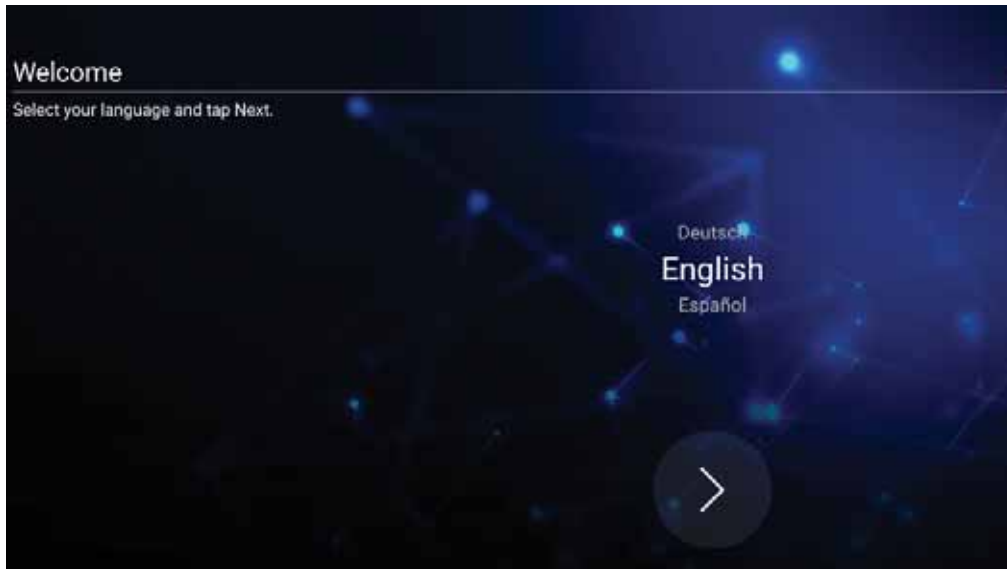 Welcome
Select your language and tap Next.
Deutsch
English
Español